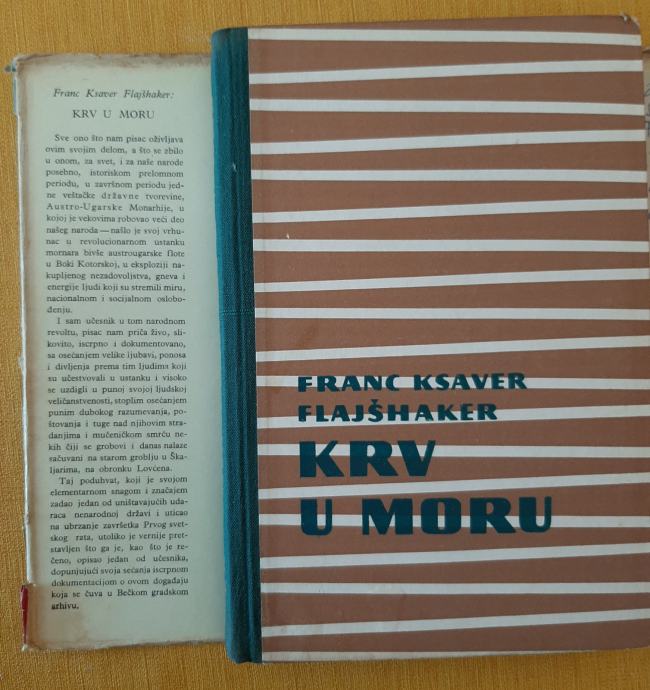 Franc Ksaver Flajšhaker:
KRV U MORU
Sve ono što nam pisac oživljava
ovim svojim delom, a što se zbilo
u onom, za svet, i za naše narode
posebno, istoriskom prelomnom
periodu, u završnom periodu jed-
ne veštačke državne tvorevine,
Austro-Ugarske Monarhije, u
kojoj je vekovima robovao veći deo
našeg naroda — našlo je svoj vrhu-
nac u revolucionarnom ustanku
mornara bivše austrougarske flote
u Boki Kotorskoj, u eksploziji na-
kupljenog nezadovoljstva, gneva i
energije ljudi koji su stremili miru,
nacionalnom i socijalnom oslobo-
đenju.
I sam učesnik u tom narodnom
revoltu, pisac nam priča živo, sli-
kovito, iscrpno i dokumentovano,
sa osećanjem velike ljubavi, ponosa
i divljenja prema tim ljudima koji
su učestvovali u ustanku i visoko
se uzdigli u punoj svojoj ljudskoj
veličanstvenosti, stoplim osećanjem
punim dubokog razumevanja, po-
štovanja i tuge nad njihovim stra-
danjima i mučeničkom smrću ne-
kih čiji se grobovi i danas nalaze
sačuvani na starom groblju u Ška-
ljarima, na obronku Lovćena.
Taj poduhvat, koji je svojom
elementarnom snagom i značajem
zadao jedan od uništavajućih uda-
raca nenarodnoj državi i uticao
na ubrzanje završetka Prvog svet-
skog rata, utoliko je vernije pret-
stavljen što ga je, kao što je re-
čeno, opisao jedan od učesnika,
dopunjujući svoja sećanja iscrpnom
dokumentacijom o ovom događaju
koja se čuva u Bečkom gradskom
arhivu.
FRANC KSAVER
FLAJŠHAKER
KRV
U MORU